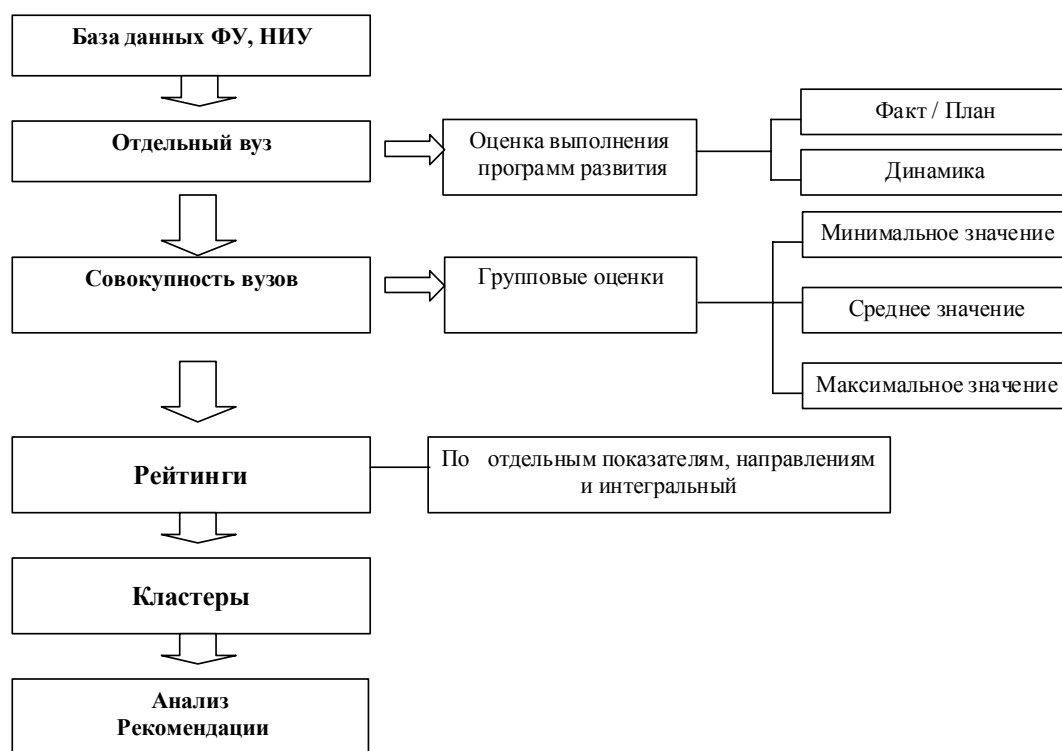 База данных ФУ, НИУ
Отдельный вуз
Оценка выполнения
программ развития
Факт / План
Динамика
Совокупность вузов
Групповые оценки
Минимальное значение
Среднее значение
Максимальное значение
Рейтинги
По отдельным показателям, направлениям
и интегральный
Кластеры
Анализ
Рекомендации